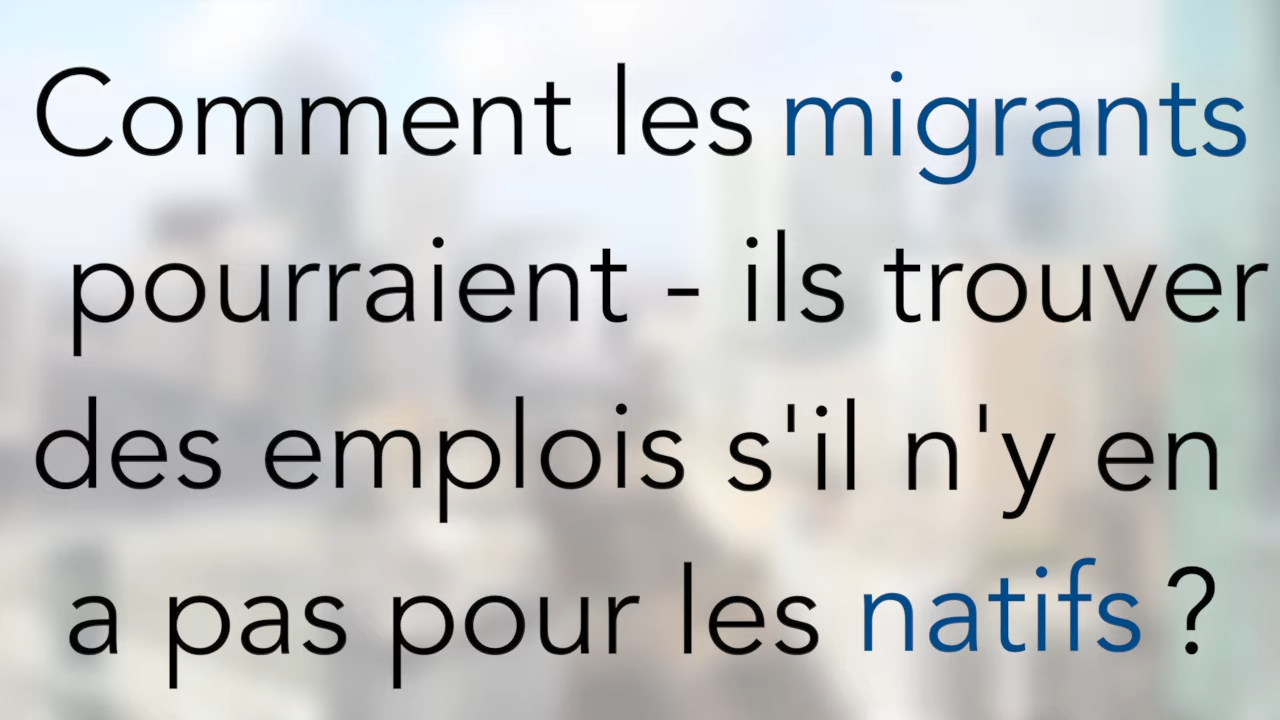 Comment les migrants
pourraient - ils trouver
des emplois s'il n'y en
a pas pour les natifs ?